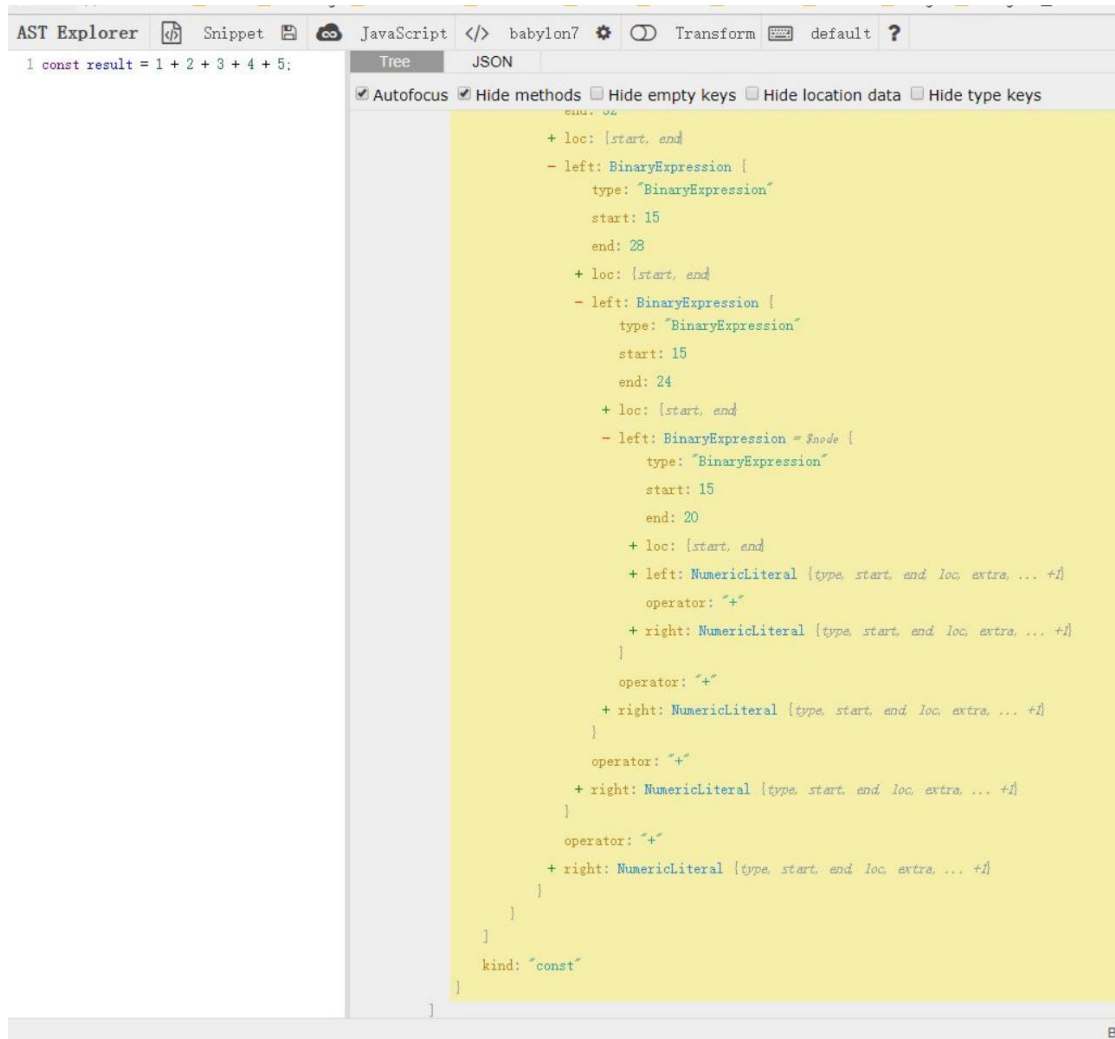 AST Explorer Snippet JavaScript </> babylon7 Transform default ?
1 const result = 1 + 2 + 3 + 4 + 5;
Tree JSON
Autofocus Hide methods Hide empty keys Hide location data Hide type keys
+ loc: {start, end}
- left: BinaryExpression {
type: "BinaryExpression"
start: 15
end: 28
+ loc: {start, end}
- left: BinaryExpression {
type: "BinaryExpression"
start: 15
end: 24
+ loc: {start, end}
- left: BinaryExpression = $node {
type: "BinaryExpression"
start: 15
end: 20
+ loc: {start, end}
+ left: NumericLiteral {type, start, end, loc, extra, ... +1}
operator: "+"
+ right: NumericLiteral {type, start, end, loc, extra, ... +1}
}
operator: "+"
+ right: NumericLiteral {type, start, end, loc, extra, ... +1}
}
operator: "+"
+ right: NumericLiteral {type, start, end, loc, extra, ... +1}
}
operator: "+"
+ right: NumericLiteral {type, start, end, loc, extra, ... +1}
}
}
]
kind: "const"
}
]
B